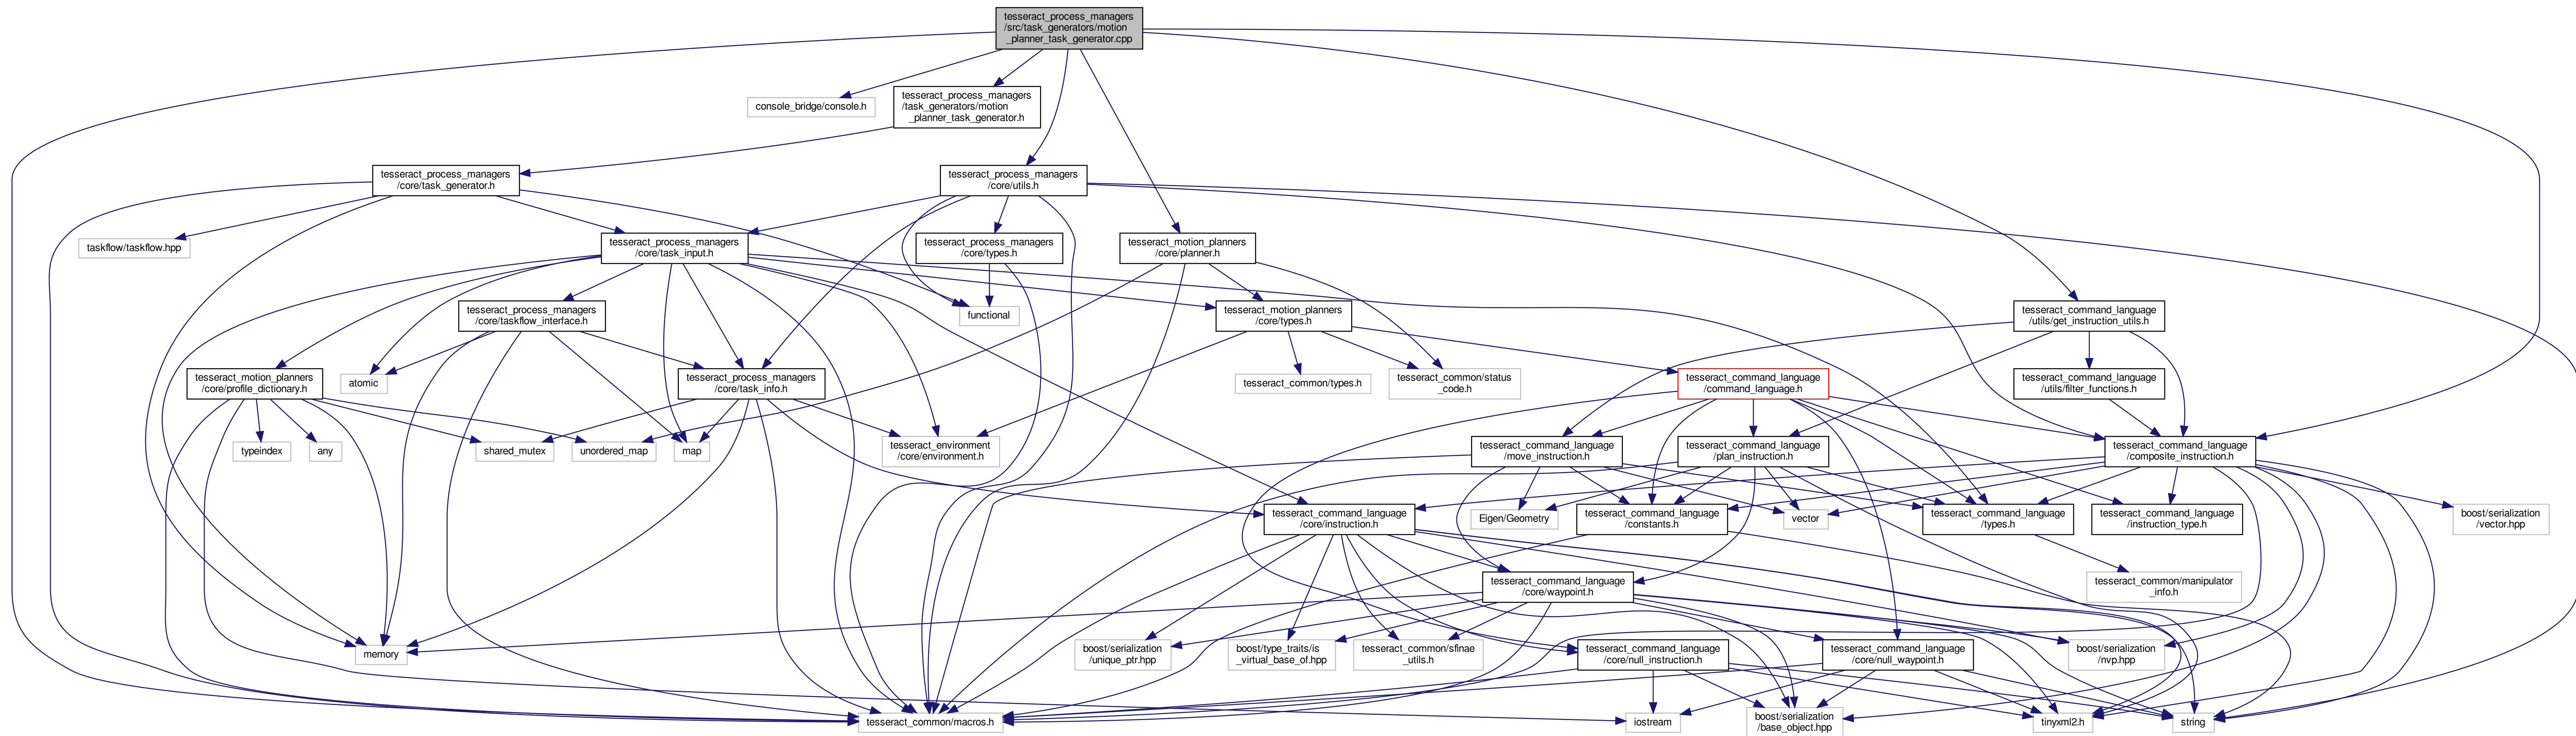 tesseract_process_managers
/src/task_generators/motion
_planner_task_generator.cpp
console_bridge/console.h
tesseract_process_managers
/task_generators/motion
_planner_task_generator.h
tesseract_process_managers
/core/task_generator.h
tesseract_process_managers
/core/utils.h
taskflow/taskflow.hpp
tesseract_process_managers
/core/task_input.h
tesseract_process_managers
/core/types.h
tesseract_motion_planners
/core/planner.h
tesseract_process_managers
/core/taskflow_interface.h
functional
tesseract_motion_planners
/core/types.h
tesseract_command_language
/utils/get_instruction_utils.h
tesseract_motion_planners
/core/profile_dictionary.h
atomic
tesseract_process_managers
/core/task_info.h
tesseract_common/types.h
tesseract_common/status
_code.h
tesseract_command_language
/command_language.h
tesseract_command_language
/utils/filter_functions.h
typeindex
any
shared_mutex
unordered_map
map
tesseract_environment
/core/environment.h
tesseract_command_language
/move_instruction.h
tesseract_command_language
/plan_instruction.h
tesseract_command_language
/composite_instruction.h
tesseract_command_language
/core/instruction.h
Eigen/Geometry
tesseract_command_language
/constants.h
vector
tesseract_command_language
/types.h
tesseract_command_language
/instruction_type.h
boost/serialization
/vector.hpp
tesseract_command_language
/core/waypoint.h
tesseract_common/manipulator
_info.h
memory
boost/serialization
/unique_ptr.hpp
boost/type_traits/is
_virtual_base_of.hpp
tesseract_common/sfinae
_utils.h
tesseract_command_language
/core/null_instruction.h
tesseract_command_language
/core/null_waypoint.h
boost/serialization
/nvp.hpp
tesseract_common/macros.h
iostream
boost/serialization
/base_object.hpp
tinyxml2.h
string